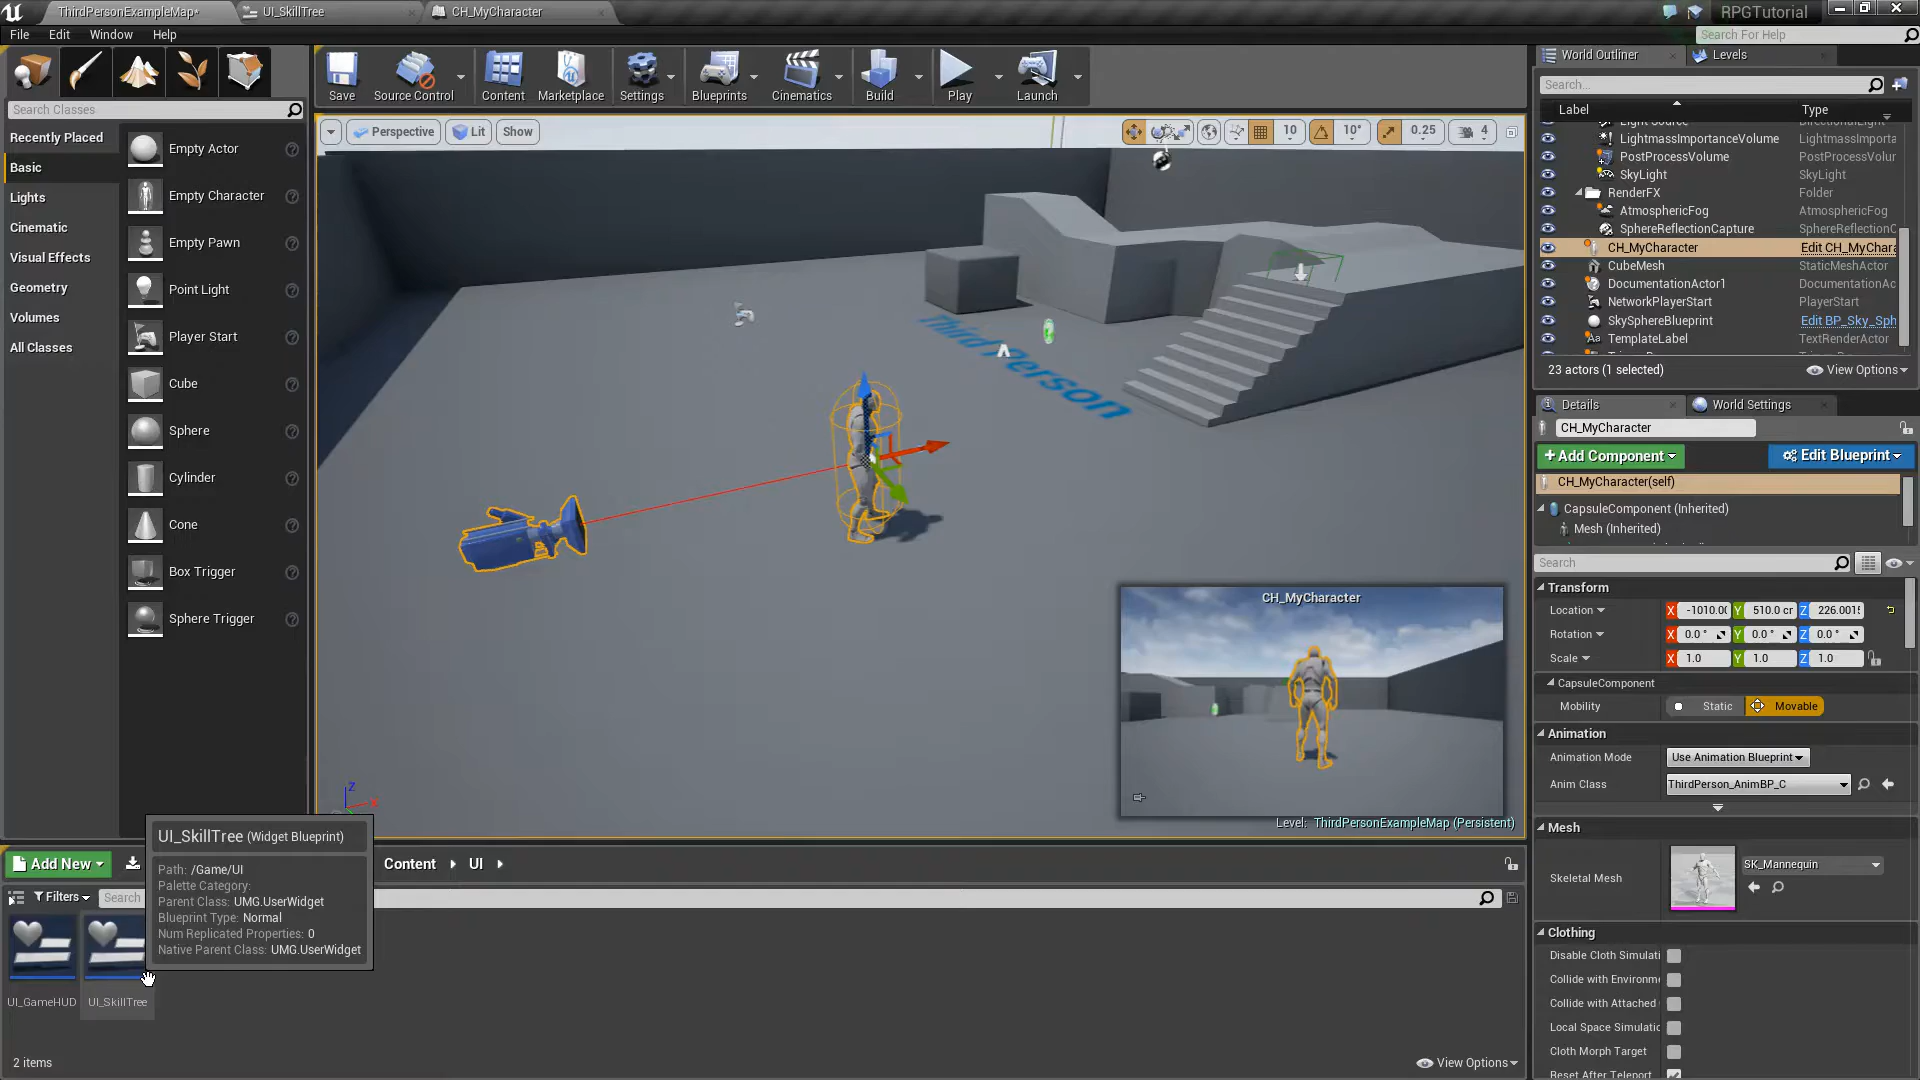 ThirdPersonExampleMap*
UI_SkillTree
CH_MyCharacter
RPGTutorial
File Edit Window Help
Search For Help
Search Classes
Recently Placed
Basic
Lights
Cinematic
Visual Effects
Geometry
Volumes
All Classes
Empty Actor
Empty Character
Empty Pawn
Point Light
Player Start
Cube
Sphere
Cylinder
Cone
Box Trigger
Sphere Trigger
Save
Source Control
Content
Marketplace
Settings
Blueprints
Cinematics
Build
Play
Launch
Perspective
Lit
Show
10
10°
0.25
4
Third Person
CH_MyCharacter
Level: ThirdPersonExampleMap (Persistent)
World Outliner
Levels
Search...
Label Type
LightmassImportanceVolume LightmassImporta
PostProcessVolume PostProcessVolur
SkyLight SkyLight
RenderFX Folder
AtmosphericFog AtmosphericFog
SphereReflectionCapture SphereReflectionC
CH_MyCharacter Edit CH_MyChara
CubeMesh StaticMeshActor
DocumentationActor1 DocumentationAc
NetworkPlayerStart PlayerStart
SkySphereBlueprint Edit BP_Sky_Sph
TemplateLabel TextRenderActor
23 actors (1 selected)
View Options
Details
World Settings
CH_MyCharacter
Add Component
Edit Blueprint
CH_MyCharacter(self)
CapsuleComponent (Inherited)
Mesh (Inherited)
Search
Transform
Location X -1010.0( Y 510.0 cr Z 226.001
Rotation X 0.0 ° Y 0.0 ° Z 0.0 °
Scale X 1.0 Y 1.0 Z 1.0
CapsuleComponent
Mobility Static Movable
Animation
Animation Mode Use Animation Blueprint
Anim Class ThirdPerson_AnimBP_C
Mesh
Skeletal Mesh SK_Mannequin
Clothing
Disable Cloth Simulati
Collide with Environme
Collide with Attached
Local Space Simulatio
Cloth Morph Target
Reset After Teleport
UI_SkillTree (Widget Blueprint)
Path: /Game/UI
Palette Category:
Parent Class: UMG.UserWidget
Blueprint Type: Normal
Num Replicated Properties: 0
Native Parent Class: UMG.UserWidget
Add New
Content
UI
Filters
Search
UI_GameHUD
UI_SkillTree
2 items
View Options